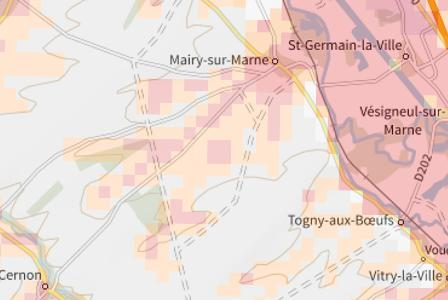 St-Germain-la-Ville
Mairy-sur-Marne
Vésigneul-sur-
Marne
D202
Togny-aux-Bœufs
Cernon
Vitry-la-Ville